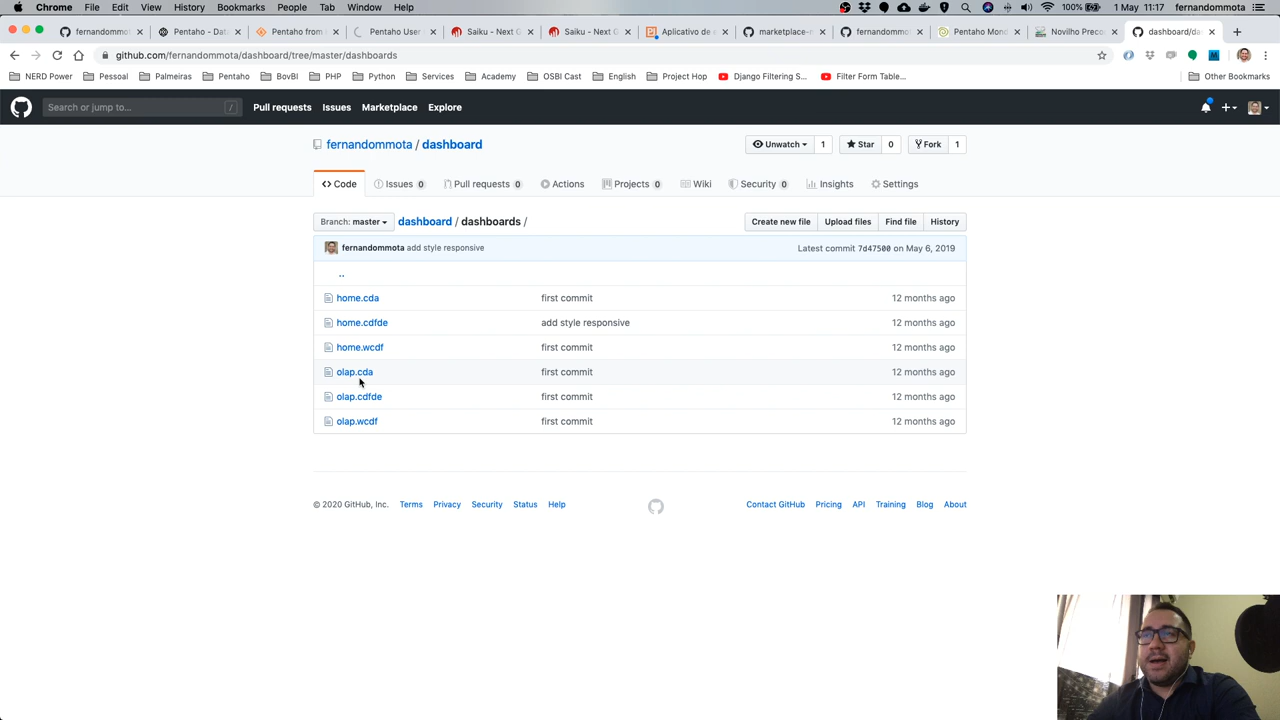 Chrome File Edit View History Bookmarks People Tab Window Help 100% 1 May 11:17 fernandommota
fernandommo Pentaho - Dat Pentaho from Pentaho User Saiku - Next G Saiku - Next G Aplicativo de marketplace-r fernandommo Pentaho Mond Novilho Preco dashboard/da
github.com/fernandommota/dashboard/tree/master/dashboards
NERD Power Pessoal Palmeiras Pentaho BovBI PHP Python Services Academy OSBI Cast English Project Hop Django Filtering S... Filter Form Table... Other Bookmarks
Search or jump to... / Pull requests Issues Marketplace Explore
fernandommota / dashboard Unwatch 1 Star 0 Fork 1
Code Issues 0 Pull requests 0 Actions Projects 0 Wiki Security 0 Insights Settings
Branch: master dashboard / dashboards / Create new file Upload files Find file History
fernandommota add style responsive Latest commit 7d47500 on May 6, 2019
..
home.cda first commit 12 months ago
home.cdfde add style responsive 12 months ago
home.wcdf first commit 12 months ago
olap.cda first commit 12 months ago
olap.cdfde first commit 12 months ago
olap.wcdf first commit 12 months ago
© 2020 GitHub, Inc. Terms Privacy Security Status Help Contact GitHub Pricing API Training Blog About